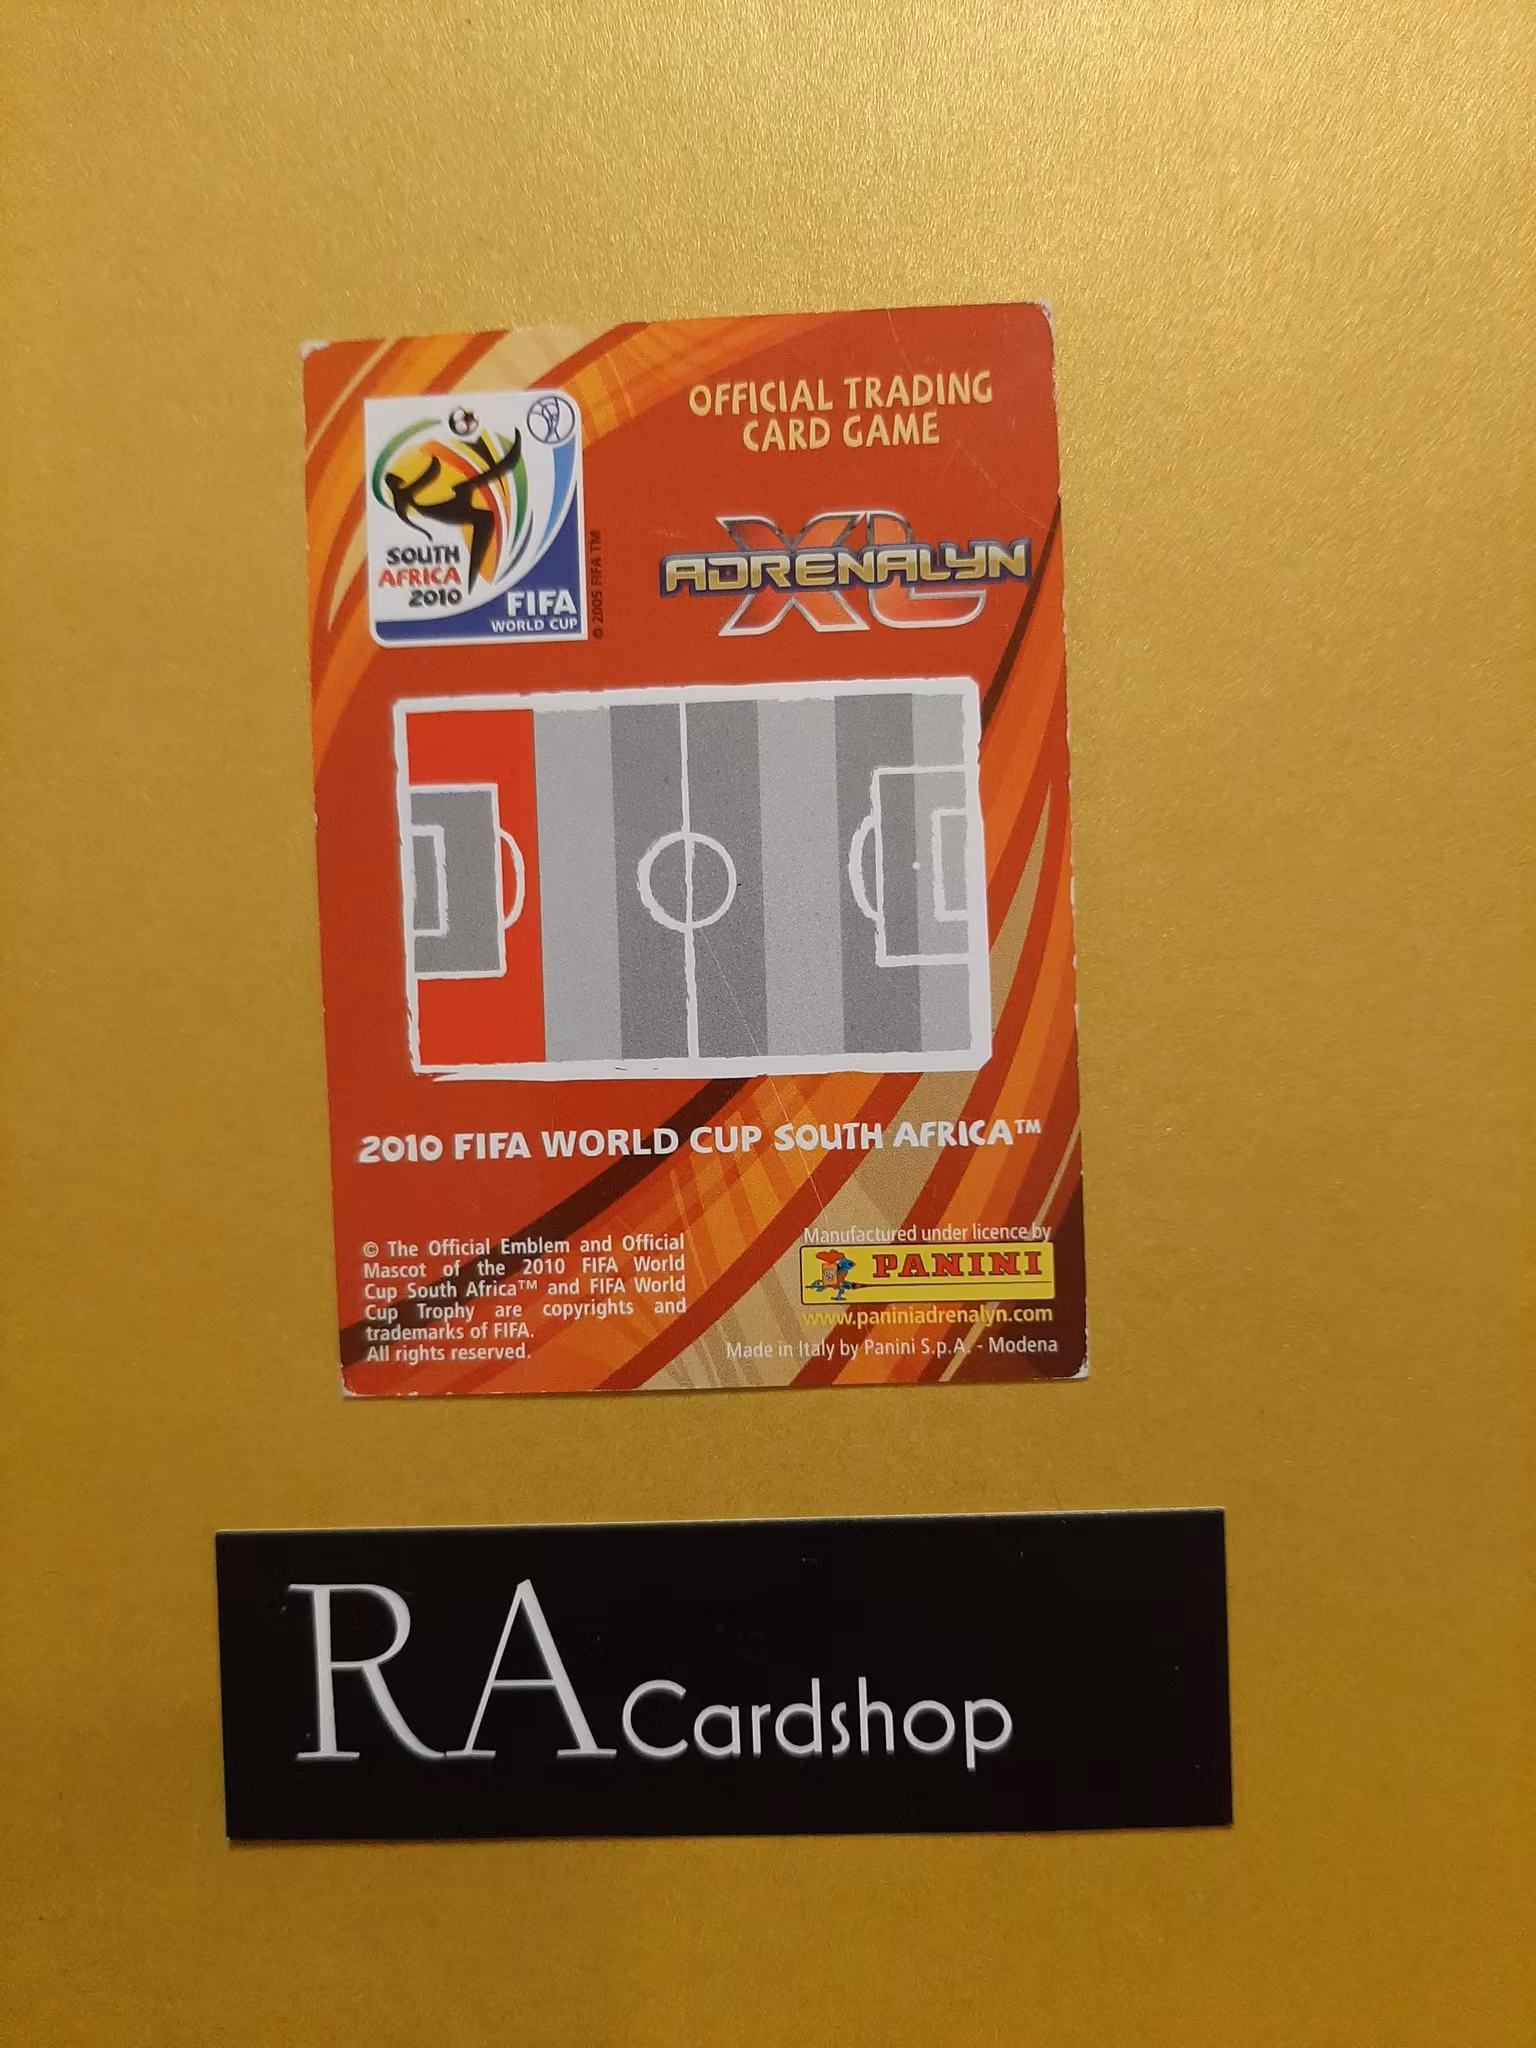 OFFICIAL TRADING
CARD GAME
SOUTH
AFRICA
2010
FIFA
WORLD CUP
© 2005 FIFA TM
ADRENALYN
XL
2010 FIFA WORLD CUP SOUTH AFRICA™
© The Official Emblem and Official
Mascot of the 2010 FIFA World
Cup South Africa™ and FIFA World
Cup Trophy are copyrights and
trademarks of FIFA.
All rights reserved.
Manufactured under licence by
PANINI
www.paniniadrenalyn.com
Made in Italy by Panini S.p.A. - Modena
RA Cardshop